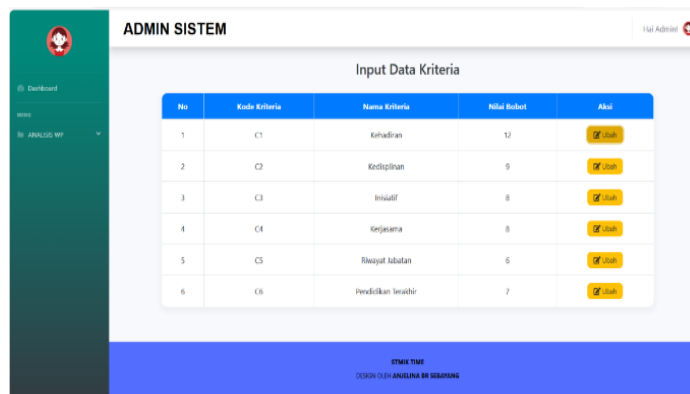 ADMIN SISTEM
Hai Admin!
Dashboard
MENU
ANALISIS WP
Input Data Kriteria
No Kode Kriteria Nama Kriteria Nilai Bobot Aksi
1 C1 Kehadiran 12 Ubah
2 C2 Kedisplinan 9 Ubah
3 C3 Inisiatif 8 Ubah
4 C4 Kerjasama 8 Ubah
5 C5 Riwayat Jabatan 6 Ubah
6 C6 Pendidikan Terakhir 7 Ubah
STMIK TIME
DESIGN OLEH ANJELINA BR SEBAYANG